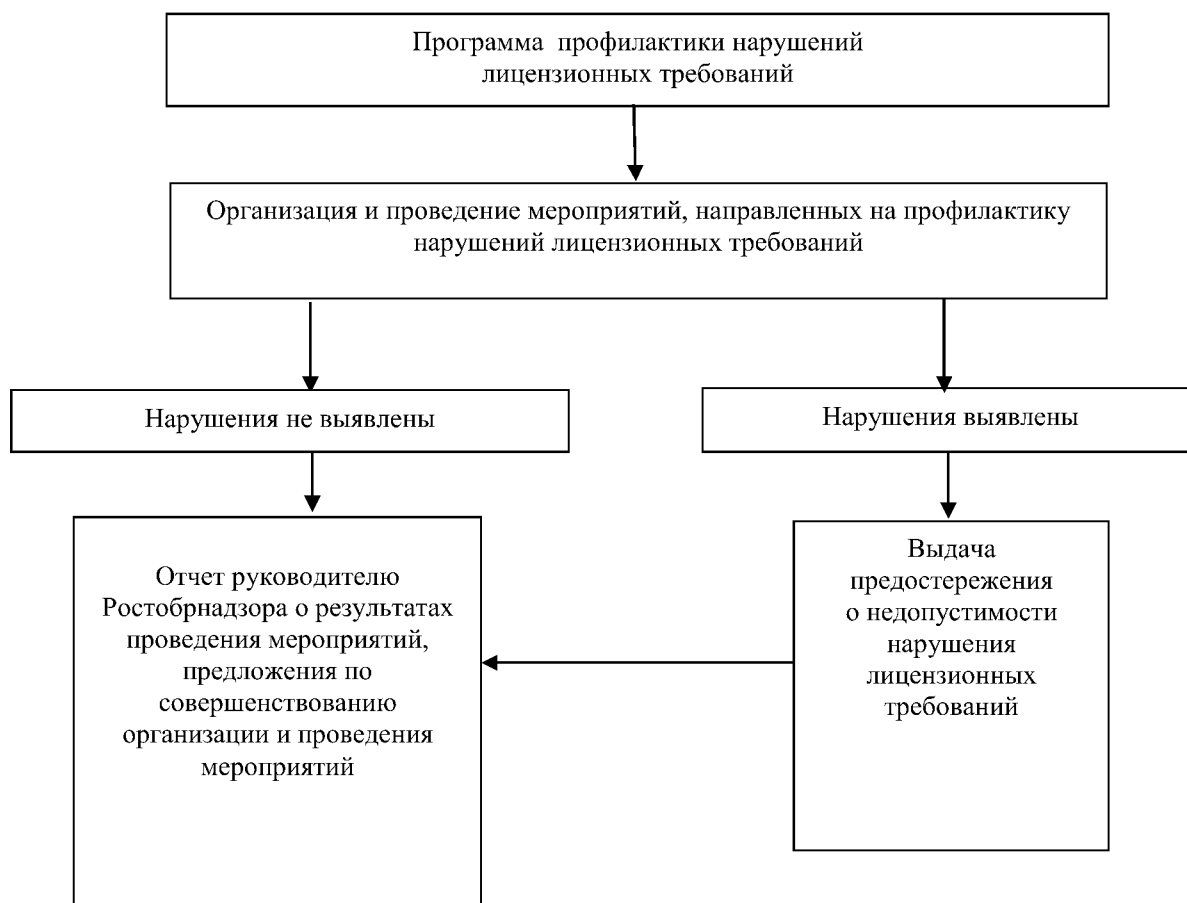 Программа профилактики нарушений
лицензионных требований
Организация и проведение мероприятий, направленных на профилактику
нарушений лицензионных требований
Нарушения не выявлены
Нарушения выявлены
Отчет руководителю
Ростобрнадзора о результатах
проведения мероприятий,
предложения по
совершенствованию
организации и проведения
мероприятий
Выдача
предостережения
о недопустимости
нарушения
лицензионных
требований